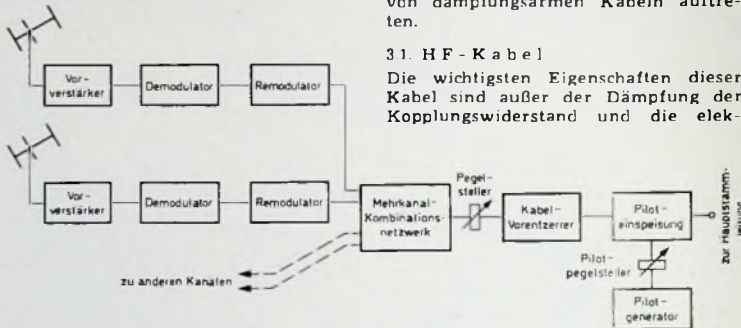 von dämpfungsarmen Kabeln auftre-
ten.
3.1. HF-Kabel
Die wichtigsten Eigenschaften dieser
Kabel sind außer der Dämpfung der
Kopplungswiderstand und die elek-
Vor-
verstärker
Demodulator
Remodulator
Vor-
verstärker
Demodulator
Remodulator
Mehrkanal-
Kombinations-
netzwerk
Pegel-
steller
Kabel-
Vorentzerrer
Pilot-
einspeisung
zur Hauptstamm-
leitung
Pilot-
pegelsteller
Pilot-
generator
zu anderen Kanälen